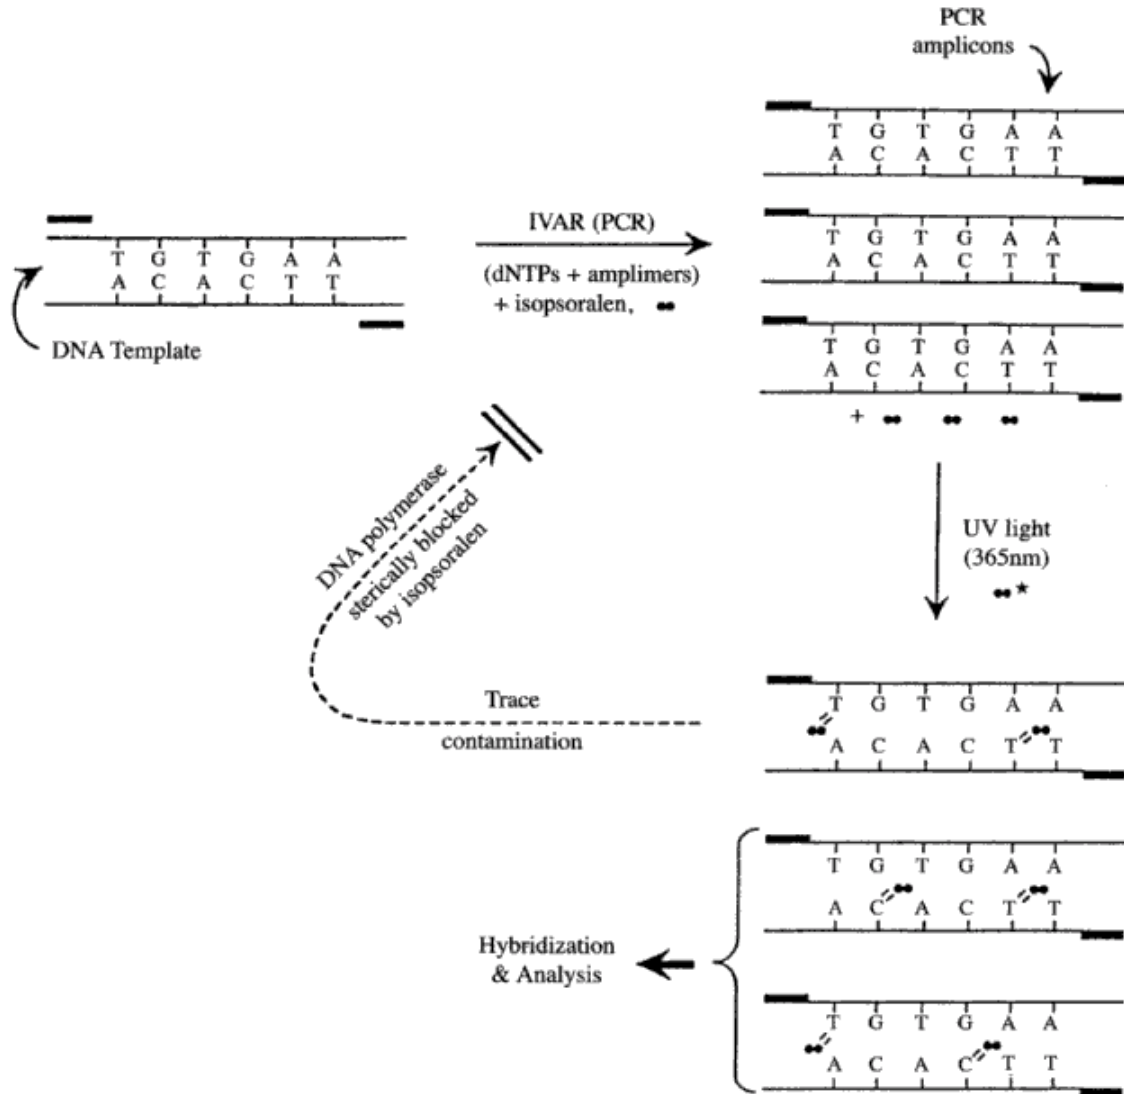 PCR
amplicons
T G T G A A
A C A C T T
DNA Template
IVAR (PCR)
(dNTPs + amplimers)
+ isopsoralen,
T G T G A A
A C A C T T
T G T G A A
A C A C T T
T G T G A A
A C A C T T
+
UV light
(365nm)
DNA polymerase
sterically blocked
by isopsoralen
Trace
contamination
T G T G A A
A C A C T T
T G T G A A
A C A C T T
Hybridization
& Analysis
T G T G A A
A C A C T T